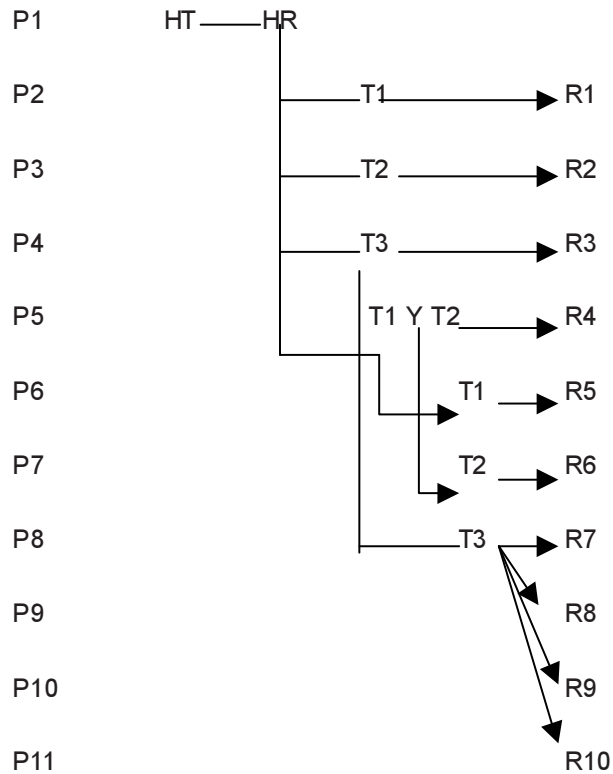 P1 HT HR
P2 T1 R1
P3 T2 R2
P4 T3 R3
P5 T1 Y T2 R4
P6 T1 R5
P7 T2 R6
P8 T3 R7
P9 R8
P10 R9
P11 R10